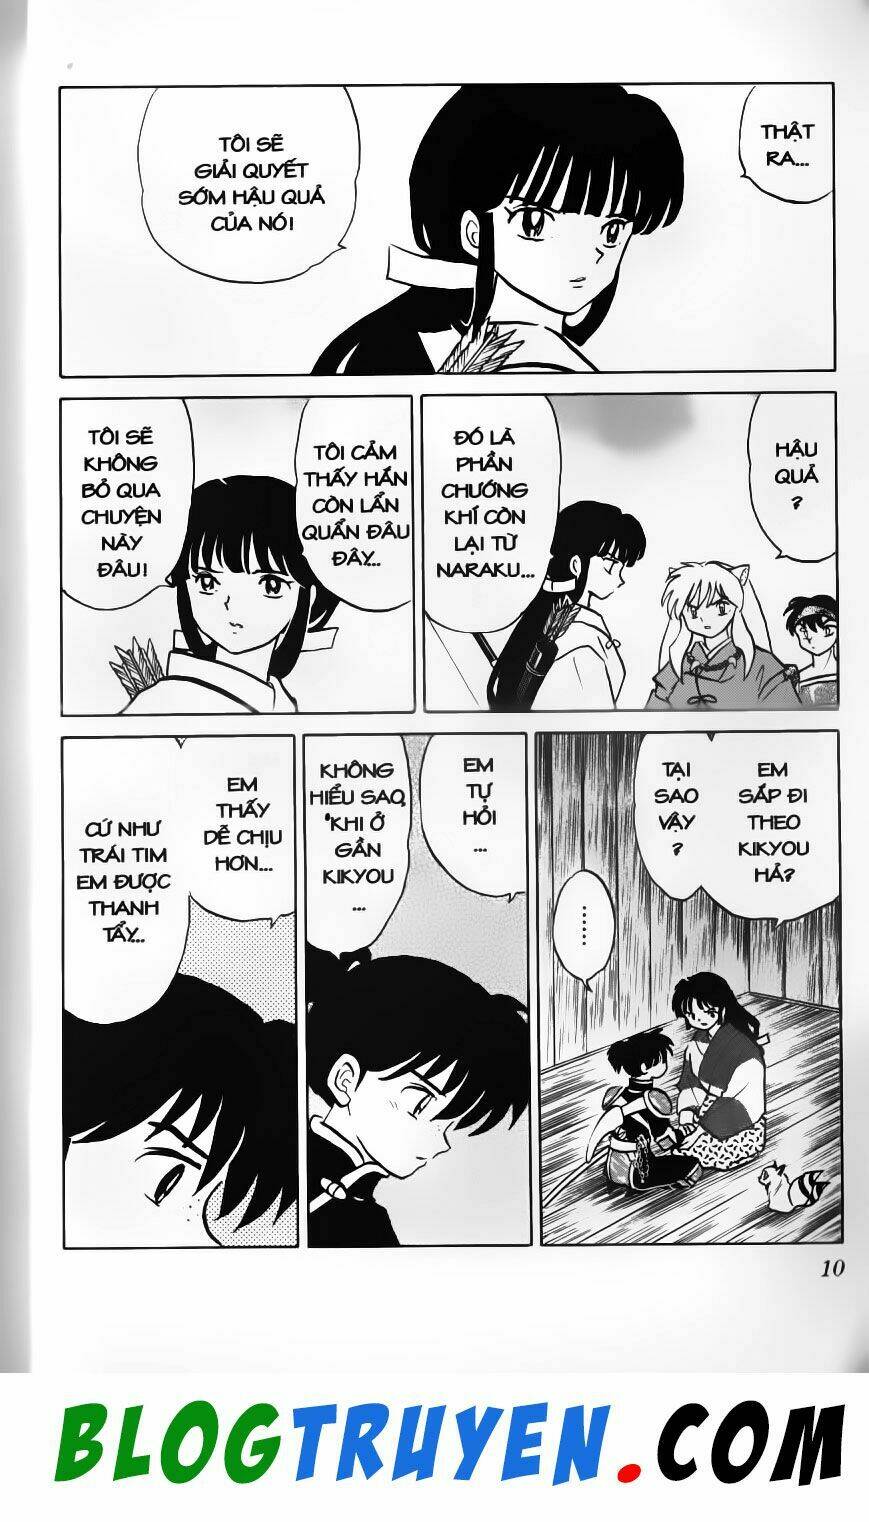 THẬT
RA...
TÔI SẼ
GIẢI QUYẾT
SỚM HẬU QUẢ
CỦA NÓ!
HẬU
QUẢ
?
ĐÓ LÀ
PHẦN
CHƯỚNG
KHÍ CÒN
LẠI TỪ
NARAKU...
TÔI CẢM
THẤY HẮN
CÒN LẨN
QUẨN ĐÂU
ĐÂY...
TÔI SẼ
KHÔNG
BỎ QUA
CHUYỆN
NÀY
ĐÂU!
EM
SẮP ĐI
THEO
KIKYOU
HẢ?
TẠI
SAO
VẬY
?
......
EM
TỰ
HỎI
...
KHÔNG
HIỂU SAO,
"KHI Ở
GẦN
KIKYOU
...
EM
THẤY
DỄ CHỊU
HƠN...
CỨ NHƯ
TRÁI TIM
EM ĐƯỢC
THANH
TẨY...
10
BLOGTRUYEN.COM